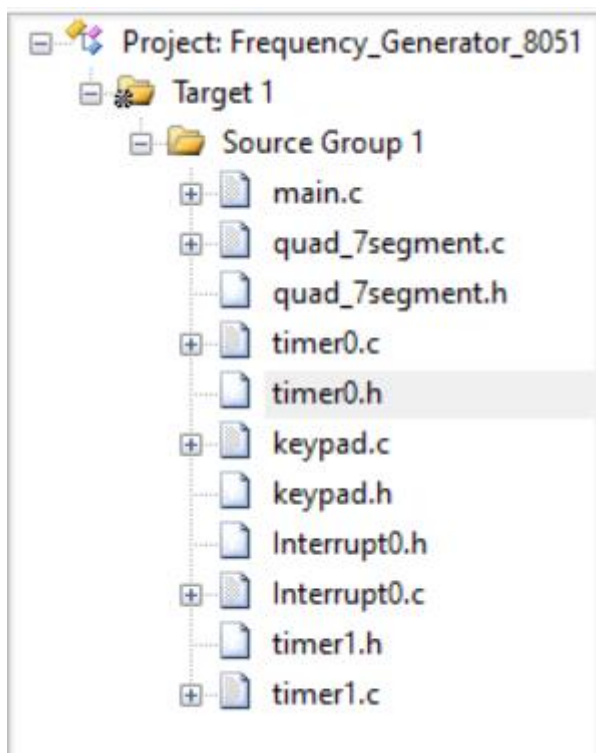 Project: Frequency_Generator_8051
Target 1
Source Group 1
main.c
quad_7segment.c
quad_7segment.h
timer0.c
timer0.h
keypad.c
keypad.h
Interrupt0.h
Interrupt0.c
timer1.h
timer1.c